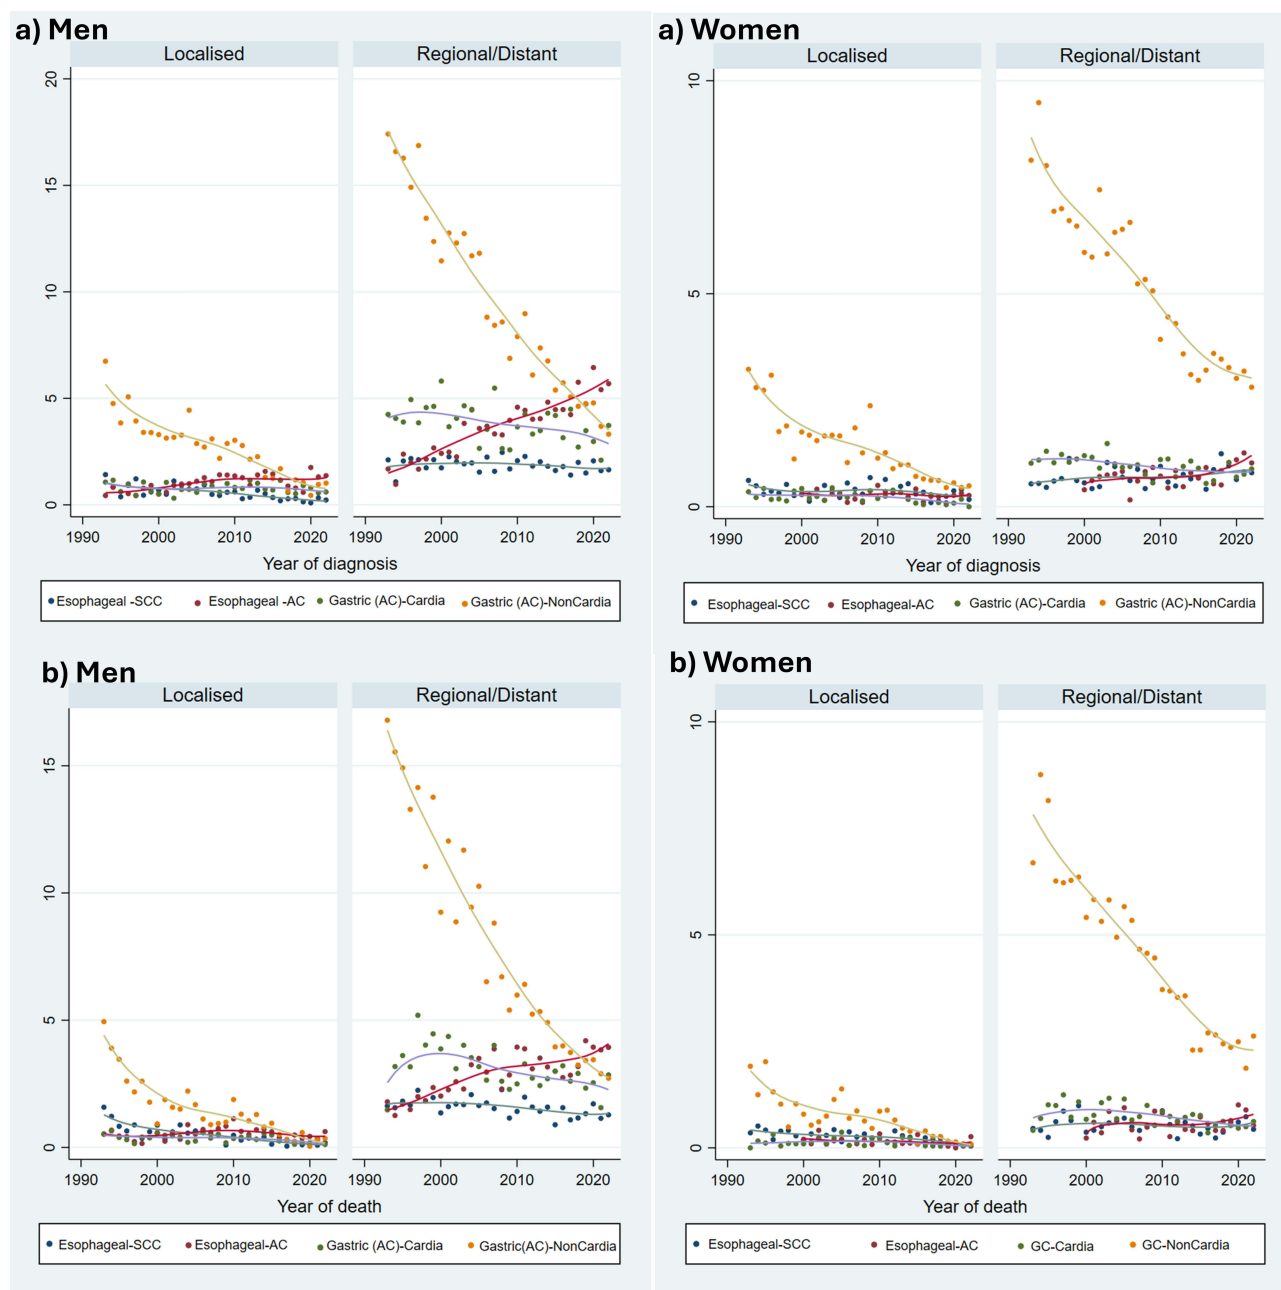 a) Men
Localised
Regional/Distant
20
15
10
5
0
1990 2000 2010 2020 1990 2000 2010 2020
Year of diagnosis
Esophageal -SCC Esophageal -AC Gastric (AC)-Cardia Gastric (AC)-NonCardia
a) Women
Localised
Regional/Distant
10
5
0
1990 2000 2010 2020 1990 2000 2010 2020
Year of diagnosis
Esophageal-SCC Esophageal-AC Gastric (AC)-Cardia Gastric (AC)-NonCardia
b) Men
Localised
Regional/Distant
15
10
5
0
1990 2000 2010 2020 1990 2000 2010 2020
Year of death
Esophageal-SCC Esophageal-AC Gastric (AC)-Cardia Gastric(AC)-NonCardia
b) Women
Localised
Regional/Distant
10
5
0
1990 2000 2010 2020 1990 2000 2010 2020
Year of death
Esophageal-SCC Esophageal-AC GC-Cardia GC-NonCardia